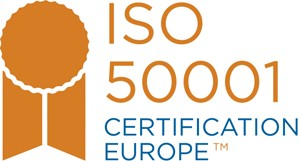 ISO
50001
CERTIFICATION
EUROPE™